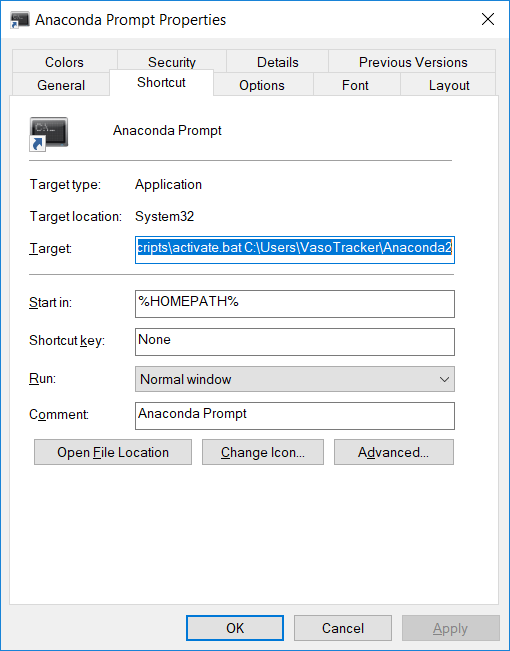 Anaconda Prompt Properties
Colors Security Details Previous Versions
General Shortcut Options Font Layout
C:\...
Anaconda Prompt
Target type: Application
Target location: System32
Target: cripts\activate.bat C:\Users\VasoTracker\Anaconda2
Start in: %HOMEPATH%
Shortcut key: None
Run: Normal window
Comment: Anaconda Prompt
Open File Location Change Icon... Advanced...
OK Cancel Apply